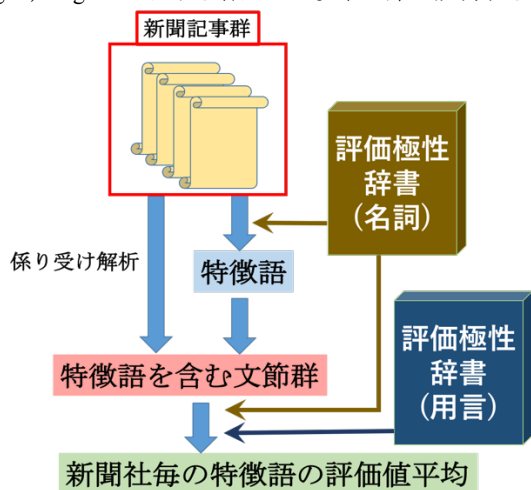 新聞記事群
評価極性
辞書
(名詞)
係り受け解析
特徴語
評価極性
辞書
(用言)
特徴語を含む文節群
新聞社毎の特徴語の評価値平均